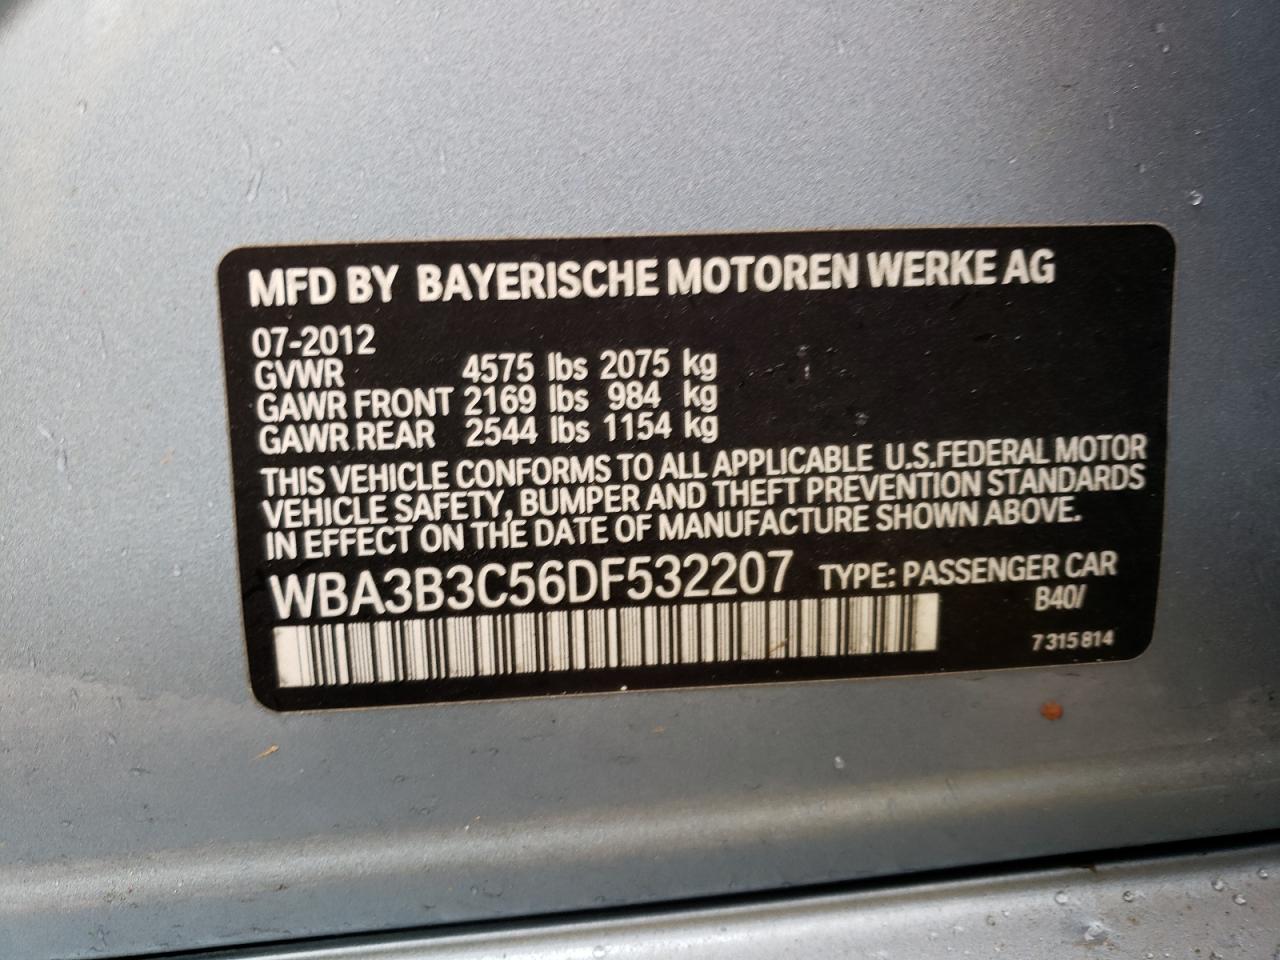 MFD BY BAYERISCHE MOTOREN WERKE AG
07-2012
GVWR 4575 lbs 2075 kg
GAWR FRONT 2169 lbs 984 kg
GAWR REAR 2544 lbs 1154 kg
THIS VEHICLE CONFORMS TO ALL APPLICABLE U.S.FEDERAL MOTOR
VEHICLE SAFETY, BUMPER AND THEFT PREVENTION STANDARDS
IN EFFECT ON THE DATE OF MANUFACTURE SHOWN ABOVE.
WBA3B3C56DF532207 TYPE: PASSENGER CAR
B40/
7 315 814